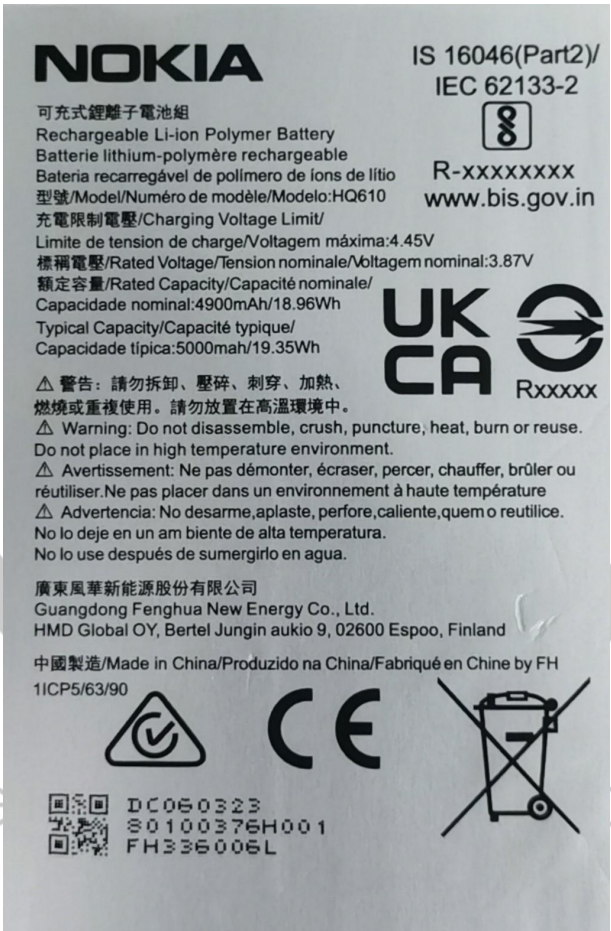 NOKIA
IS 16046(Part2)/
IEC 62133-2
R-xxxxxxxx
www.bis.gov.in
可充式鋰離子電池組
Rechargeable Li-ion Polymer Battery
Batterie lithium-polymère rechargeable
Bateria recarregável de polímero de íons de lítio
型號/Model/Numéro de modèle/Modelo:HQ610
充電限制電壓/Charging Voltage Limit/
Limite de tension de charge/Voltagem máxima:4.45V
標稱電壓/Rated Voltage/Tension nominale/Voltagem nominal:3.87V
額定容量/Rated Capacity/Capacité nominale/
Capacidade nominal:4900mAh/18.96Wh
Typical Capacity/Capacité typique/
Capacidade típica:5000mah/19.35Wh
UK
CA
Rxxxxx
⚠ 警告：請勿拆卸、壓碎、刺穿、加熱、
燃燒或重複使用。請勿放置在高溫環境中。
⚠ Warning: Do not disassemble, crush, puncture, heat, burn or reuse.
Do not place in high temperature environment.
⚠ Avertissement: Ne pas démonter, écraser, percer, chauffer, brûler ou
réutiliser.Ne pas placer dans un environnement à haute température
⚠ Advertencia: No desarme,aplaste, perfore,caliente,quem o reutilice.
No lo deje en un am biente de alta temperatura.
No lo use después de sumergirlo en agua.
廣東風華新能源股份有限公司
Guangdong Fenghua New Energy Co., Ltd.
HMD Global OY, Bertel Jungin aukio 9, 02600 Espoo, Finland
中國製造/Made in China/Produzido na China/Fabriqué en Chine by FH
1ICP5/63/90
CE
DC060323
80100376H001
FH336006L